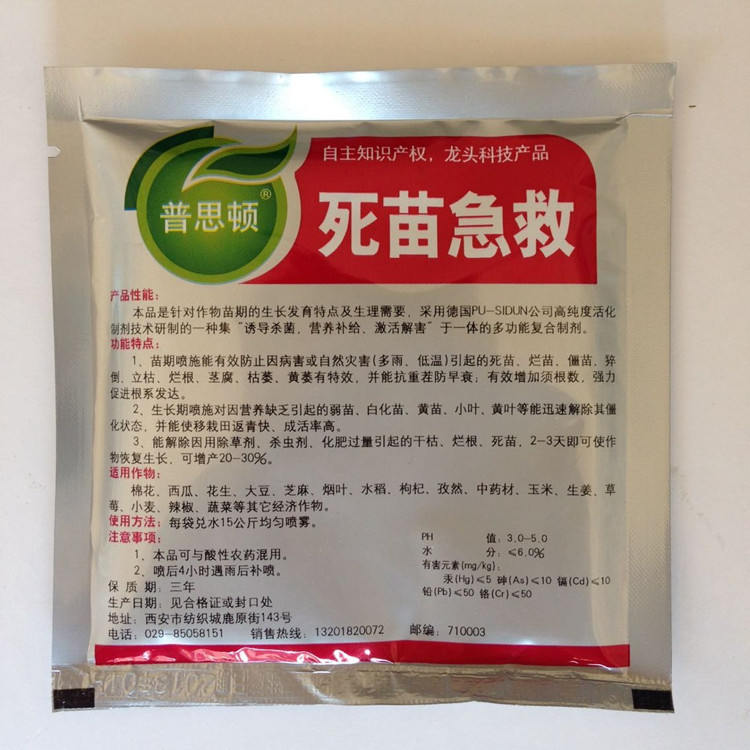 自主知识产权，龙头科技产品
普思顿®
死苗急救
产品性能：
本品是针对作物苗期的生长发育特点及生理需要，采用德国PU-SIDUN公司高纯度活化
制剂技术研制的一种集“诱导杀菌，营养补给、激活解害”于一体的多功能复合制剂。
功能特点：
1、苗期喷施能有效防止因病害或自然灾害(多雨、低温)引起的死苗、烂苗、僵苗、猝
倒、立枯、烂根、茎腐、枯萎、黄萎有特效，并能抗重茬防早衰；有效增加须根数，强力
促进根系发达。
2、生长期喷施对因营养缺乏引起的弱苗、白化苗、黄苗、小叶、黄叶等能迅速解除其僵
化状态，并能使移栽田返青快、成活率高。
3、能解除因用除草剂、杀虫剂、化肥过量引起的干枯、烂根、死苗，2-3天即可使作
物恢复生长，可增产20-30%。
适用作物：
棉花、西瓜、花生、大豆、芝麻、烟叶、水稻、枸杞、孜然、中药材、玉米、生姜、草
莓、小麦、辣椒、蔬菜等其它经济作物。
使用方法：每袋兑水15公斤均匀喷雾。
注意事项：
1、本品可与酸性农药混用。
2、喷后4小时遇雨后补喷。
保 质 期：三年
生产日期：见合格证或封口处
地址：西安市纺织城鹿原街143号
电话：029-85058151 销售热线：13201820072 邮编：710003
PH 值：3.0-5.0
水 分：≤6.0%
有害元素(mg/kg)：
汞(Hg)≤5 砷(As)≤10 镉(Cd)≤10
铅(Pb)≤50 铬(Cr)≤50